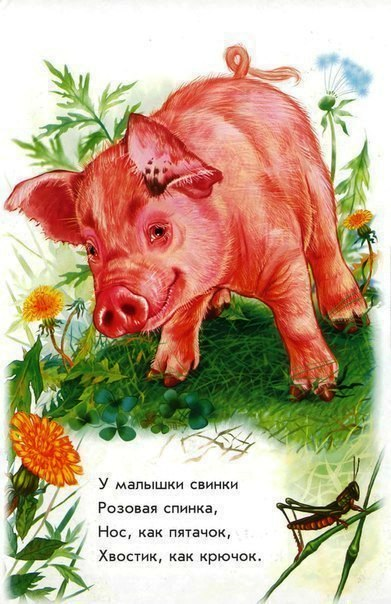 У малышки свинки
Розовая спинка,
Нос, как пятачок,
Хвостик, как крючок.